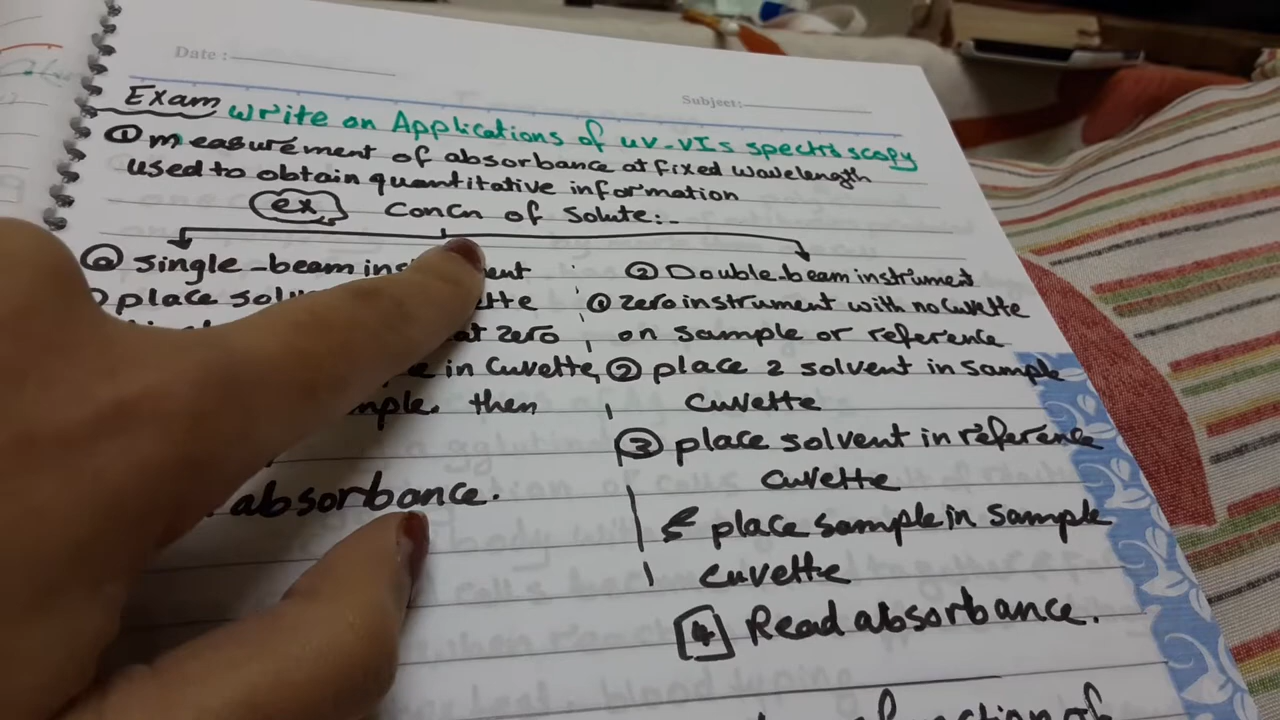 Date :
Subject:
Exam write on Applications of uv-VIs spectroscopy
① measurement of absorbance at fixed wavelength
used to obtain quantitative information
ex Concn of Solute:-
ⓐ Single-beam
place
at zero
in Cuvette,
then
absorbance.
② Double-beam instrument
① Zero instrument with no Cuvette
on sample or reference
② place 2 solvent in sample
Cuvette
③ place solvent in reference
Cuvette
& place sample in sample
Cuvette
4 Read absorbance.